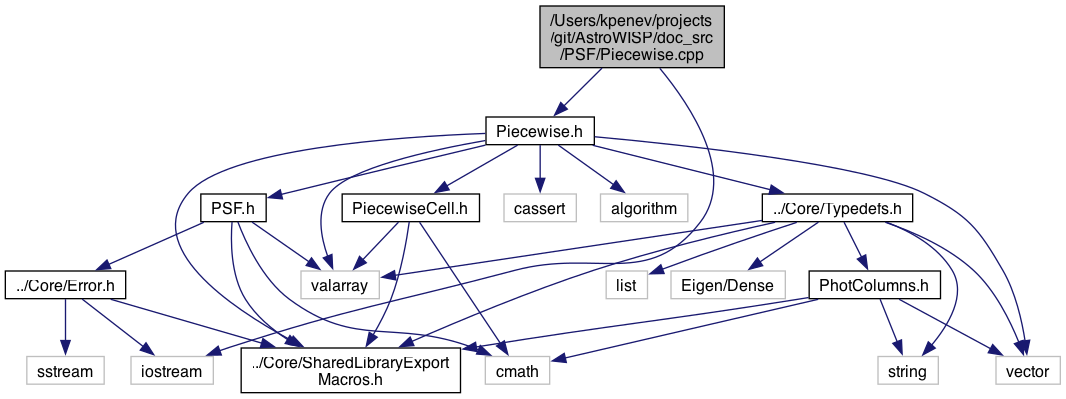 /Users/kpenev/projects
/git/AstroWISP/doc_src
/PSF/Piecewise.cpp
Piecewise.h
PSF.h
PiecewiseCell.h
cassert
algorithm
../Core/Typedefs.h
../Core/Error.h
valarray
list
Eigen/Dense
PhotColumns.h
sstream
iostream
../Core/SharedLibraryExport
Macros.h
cmath
string
vector